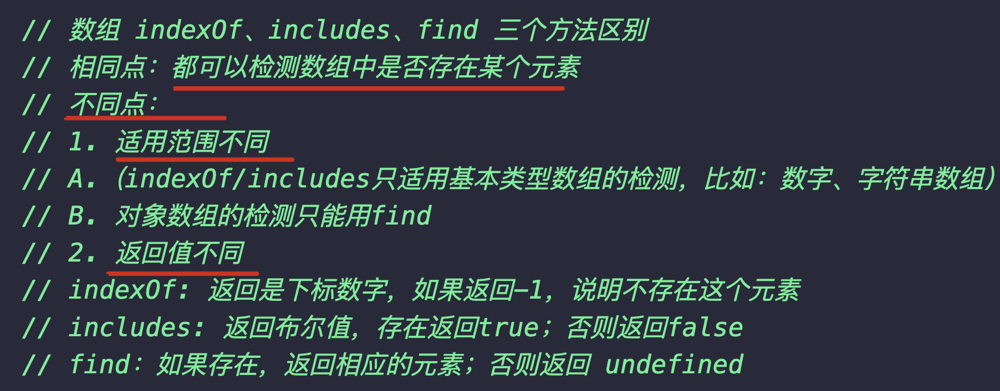 // 数组 indexOf、includes、find 三个方法区别
// 相同点：都可以检测数组中是否存在某个元素
// 不同点：
// 1. 适用范围不同
// A.（indexOf/includes只适用基本类型数组的检测，比如：数字、字符串数组）
// B. 对象数组的检测只能用find
// 2. 返回值不同
// indexOf: 返回是下标数字，如果返回-1，说明不存在这个元素
// includes: 返回布尔值，存在返回true；否则返回false
// find：如果存在，返回相应的元素；否则返回 undefined